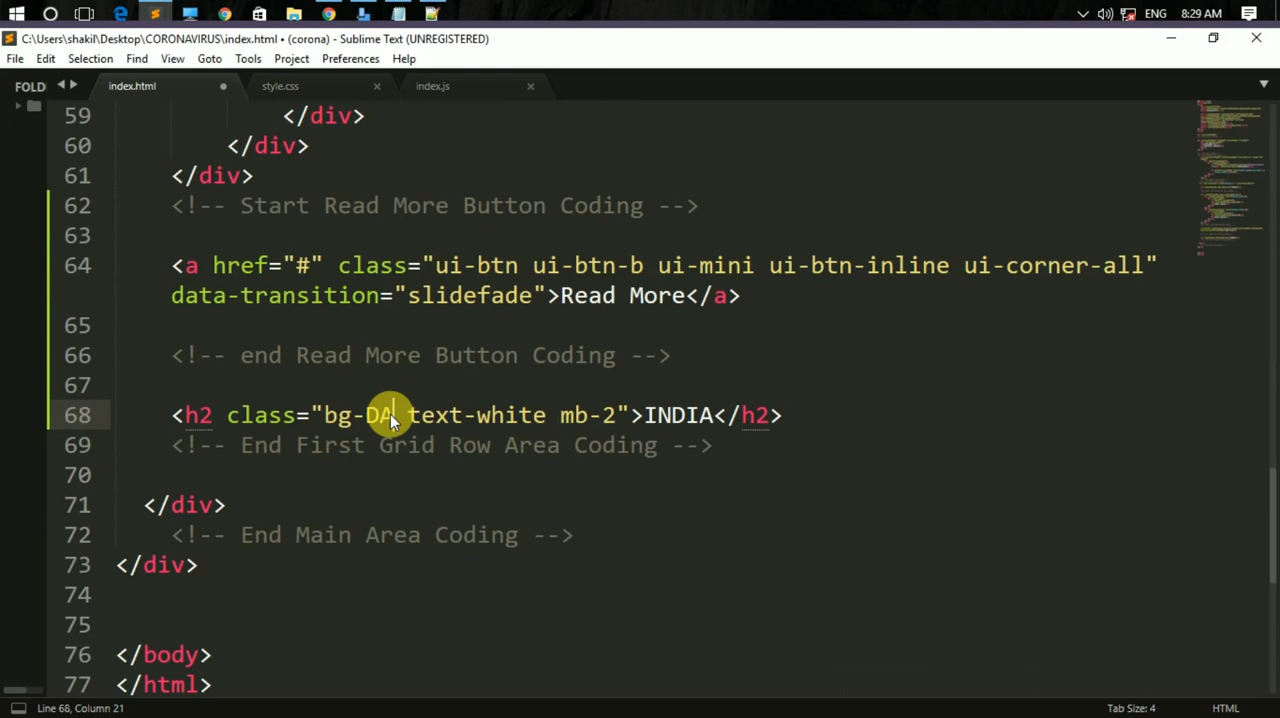 ENG 8:29 AM
C:\Users\shakil\Desktop\CORONAVIRUS\index.html • (corona) - Sublime Text (UNREGISTERED)
File Edit Selection Find View Goto Tools Project Preferences Help
FOLD index.html style.css index.js
59 </div>
60 </div>
61 </div>
62 <!-- Start Read More Button Coding -->
63
64 <a href="#" class="ui-btn ui-btn-b ui-mini ui-btn-inline ui-corner-all"
data-transition="slidefade">Read More</a>
65
66 <!-- end Read More Button Coding -->
67
68 <h2 class="bg-DA text-white mb-2">INDIA</h2>
69 <!-- End First Grid Row Area Coding -->
70
71 </div>
72 <!-- End Main Area Coding -->
73 </div>
74
75
76 </body>
77 </html>
Line 68, Column 21 Tab Size: 4 HTML